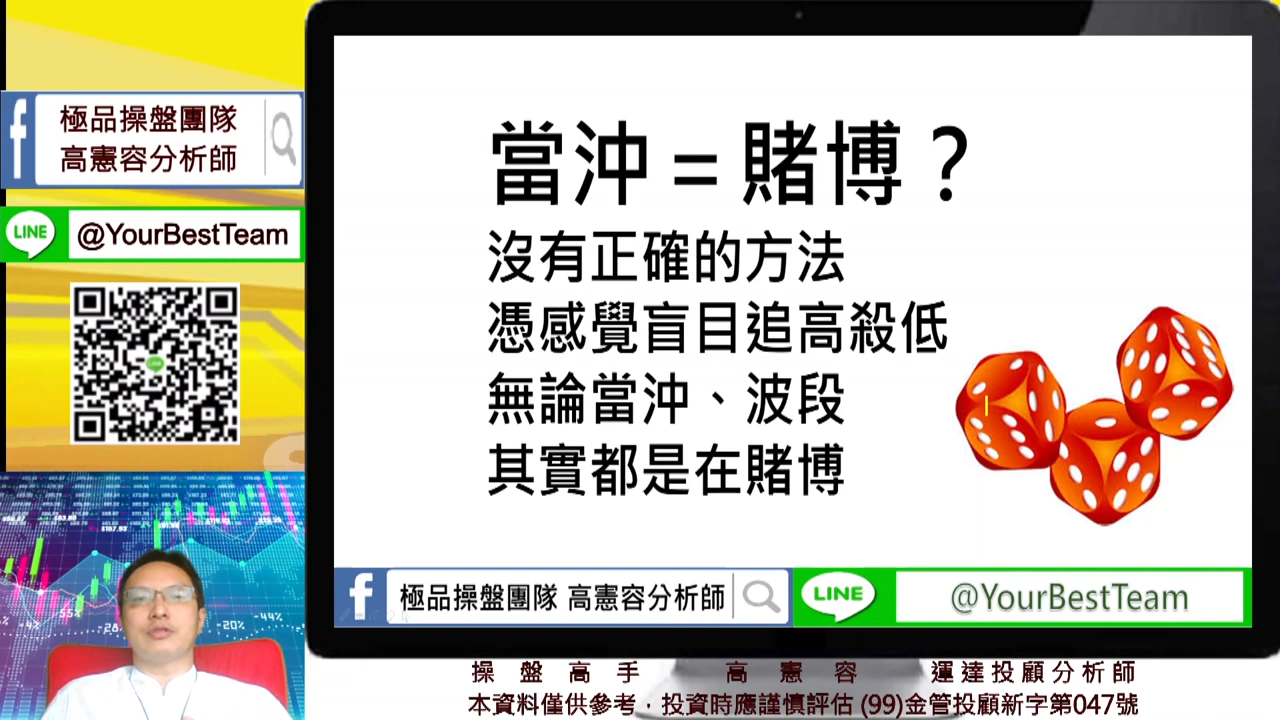 極品操盤團隊
高憲容分析師
LINE
@YourBestTeam
當沖=賭博？
沒有正確的方法
憑感覺盲目追高殺低
無論當沖、波段
其實都是在賭博
極品操盤團隊 高憲容分析師
LINE
@YourBestTeam
-20%
-44%
操盤高手 高憲容 運達投顧分析師
本資料僅供參考，投資時應謹慎評估 (99)金管投顧新字第047號